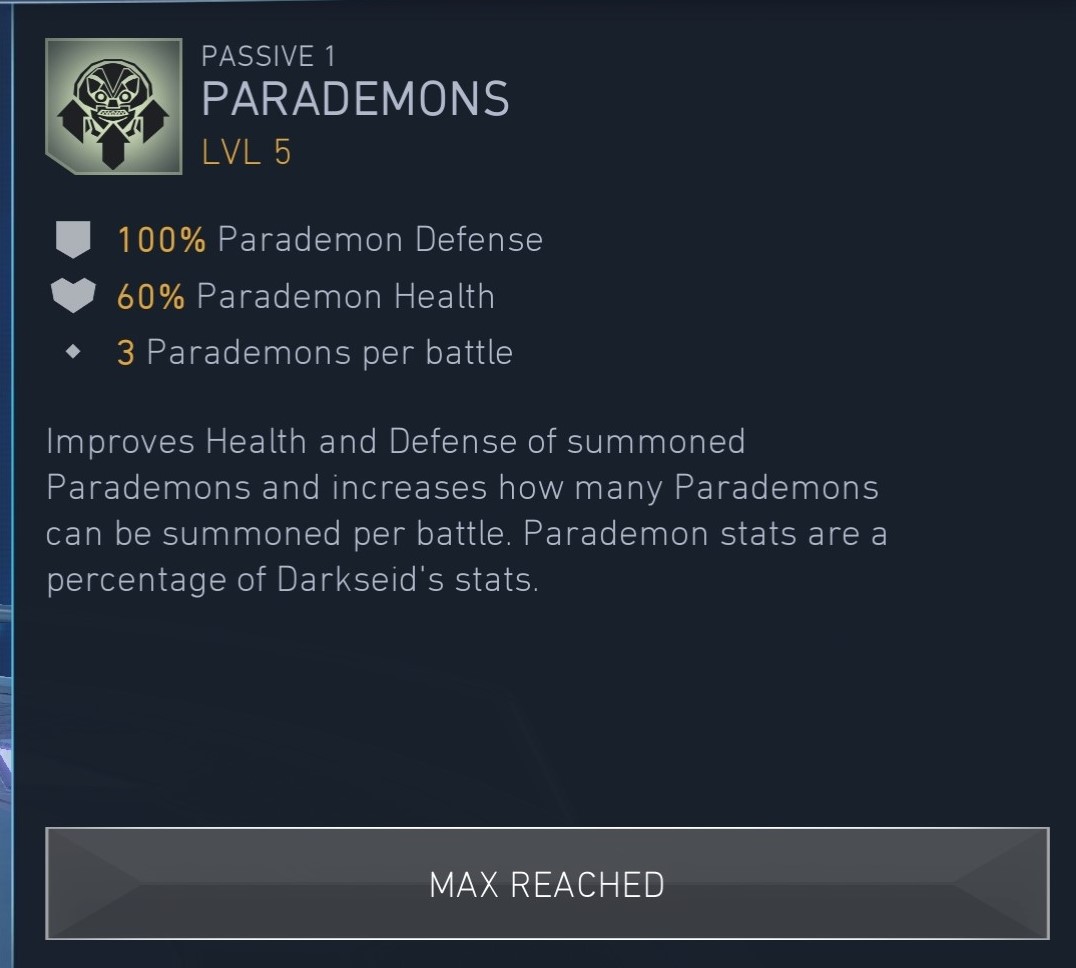 PASSIVE 1
PARADEMONS
LVL 5
100% Parademon Defense
60% Parademon Health
3 Parademons per battle
Improves Health and Defense of summoned
Parademons and increases how many Parademons
can be summoned per battle. Parademon stats are a
percentage of Darkseid's stats.
MAX REACHED